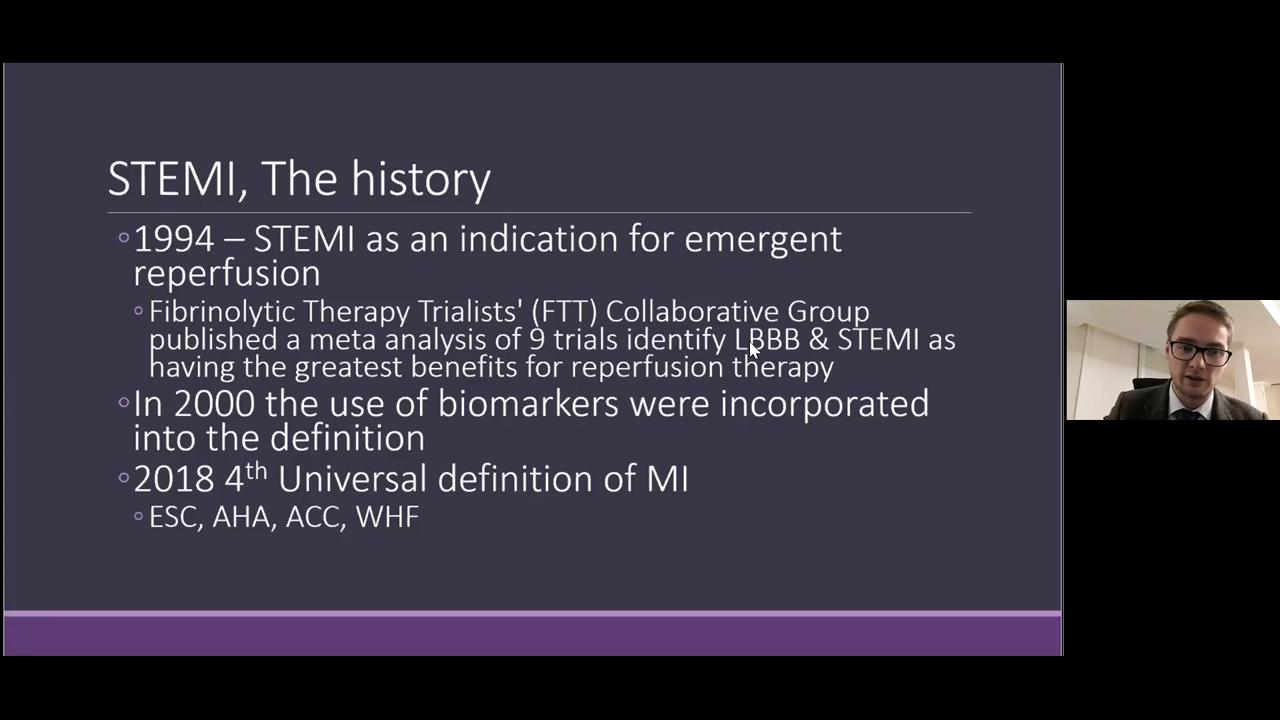 STEMI, The history
◦1994 – STEMI as an indication for emergent
reperfusion
◦Fibrinolytic Therapy Trialists' (FTT) Collaborative Group
published a meta analysis of 9 trials identify LBBB & STEMI as
having the greatest benefits for reperfusion therapy
◦In 2000 the use of biomarkers were incorporated
into the definition
◦2018 4th Universal definition of MI
◦ESC, AHA, ACC, WHF